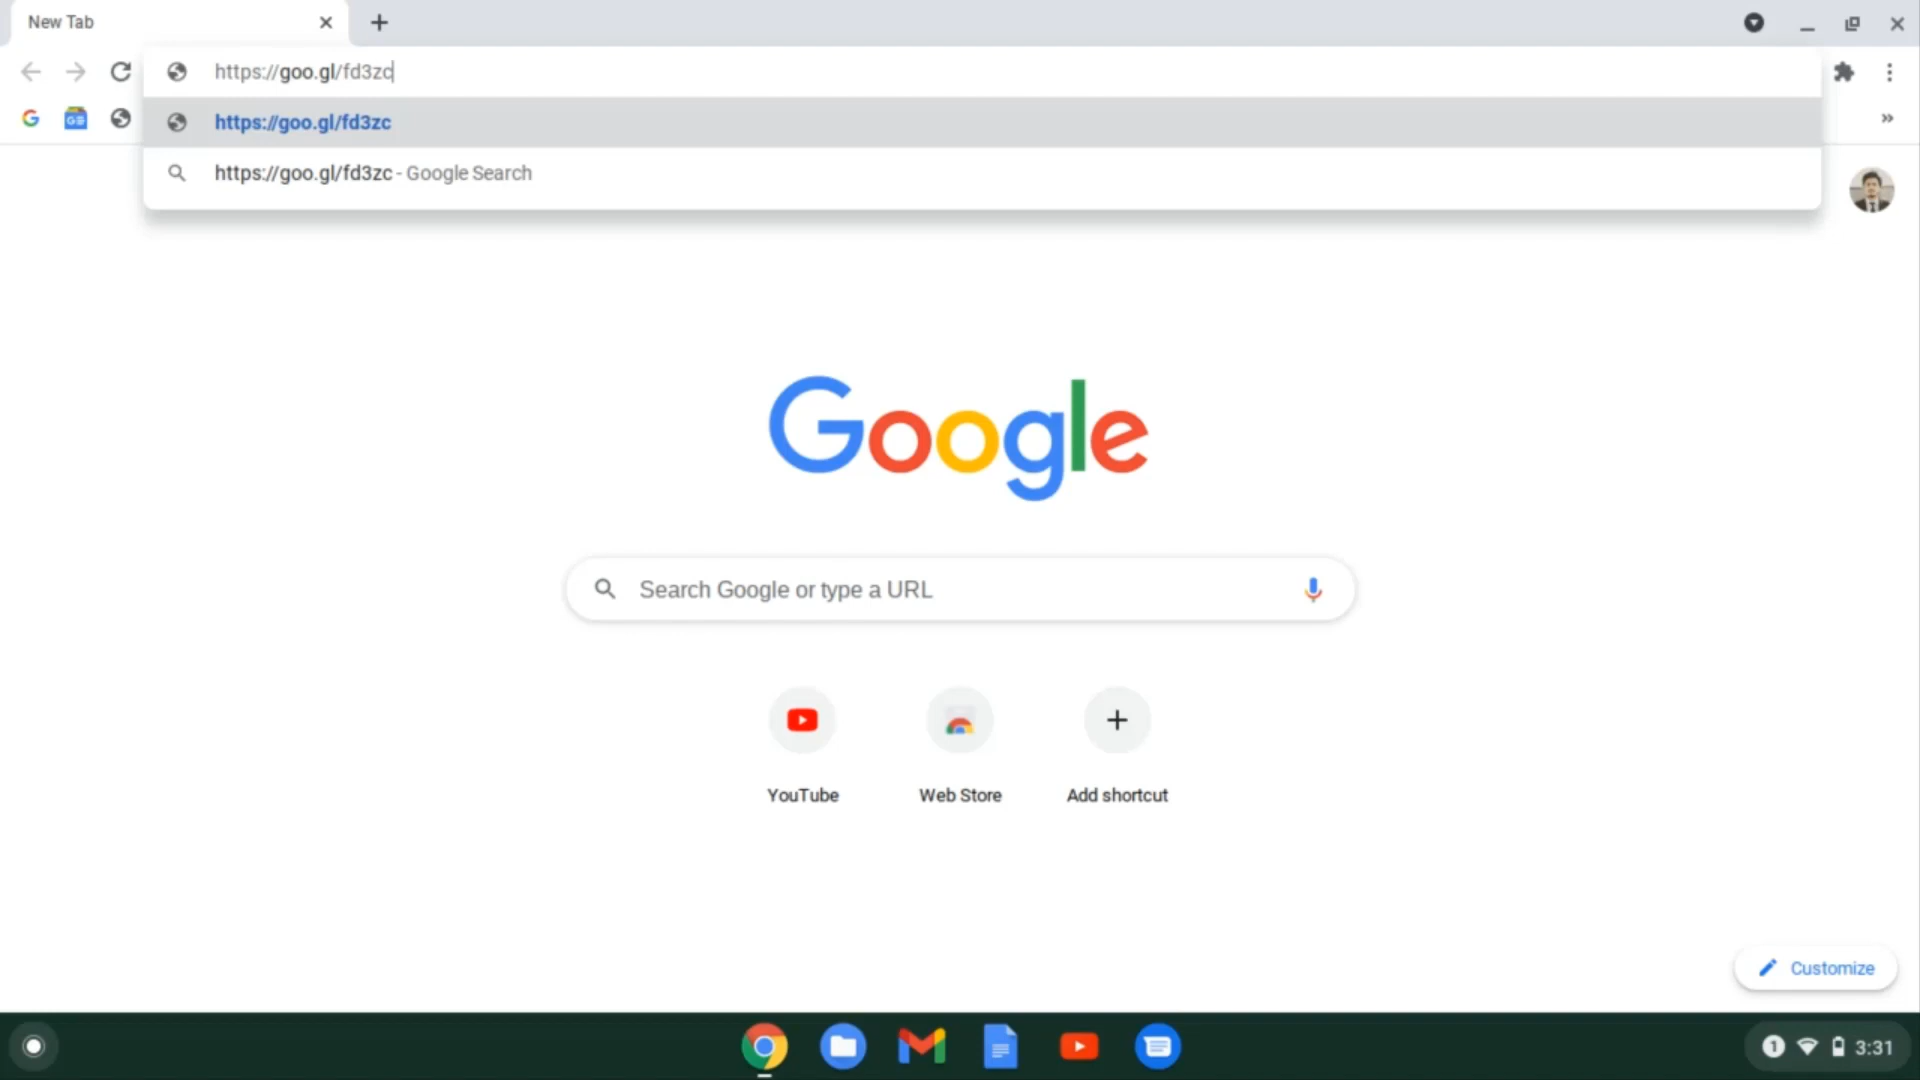 New Tab
https://goo.gl/fd3zc
https://goo.gl/fd3zc
https://goo.gl/fd3zc - Google Search
Google
Search Google or type a URL
YouTube
Web Store
Add shortcut
Customize
1
3:31